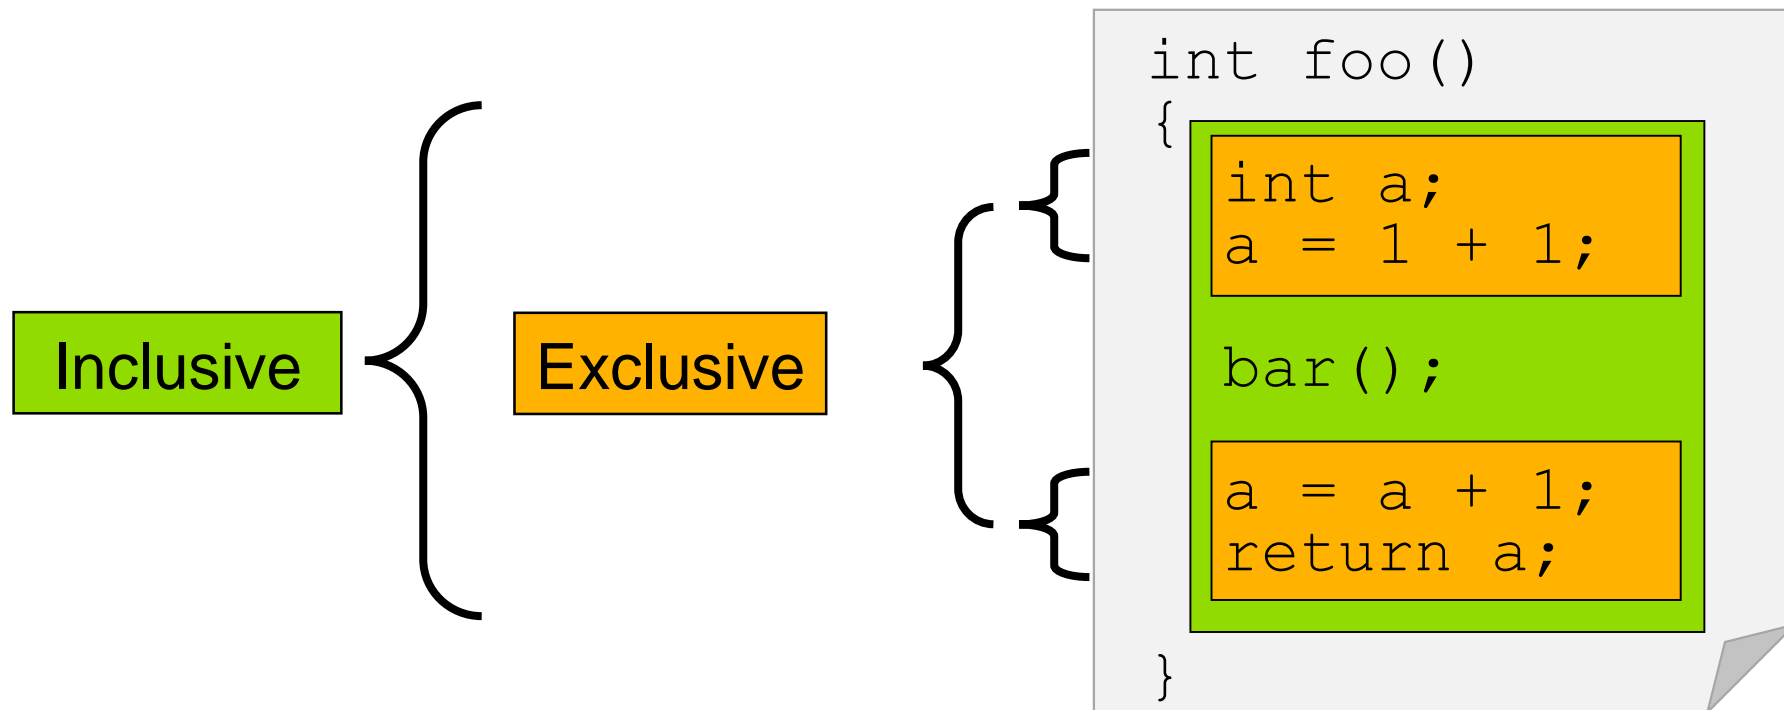 Inclusive
Exclusive
int foo()
{
int a;
a = 1 + 1;
bar();
a = a + 1;
return a;
}